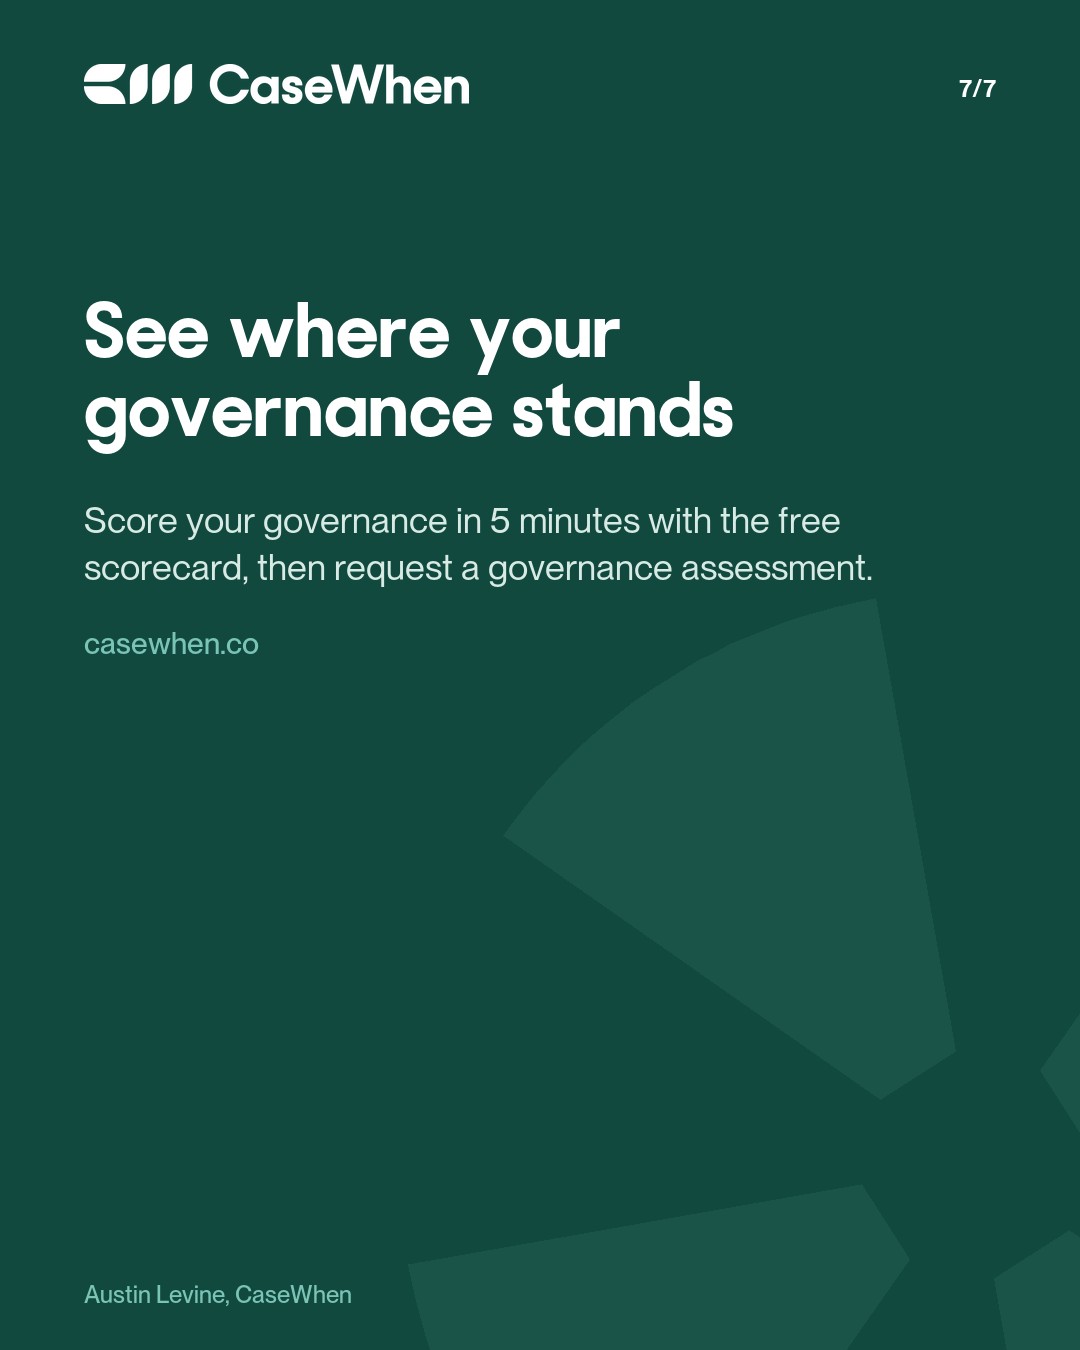 CaseWhen
7/7
See where your
governance stands
Score your governance in 5 minutes with the free
scorecard, then request a governance assessment.
casewhen.co
Austin Levine, CaseWhen